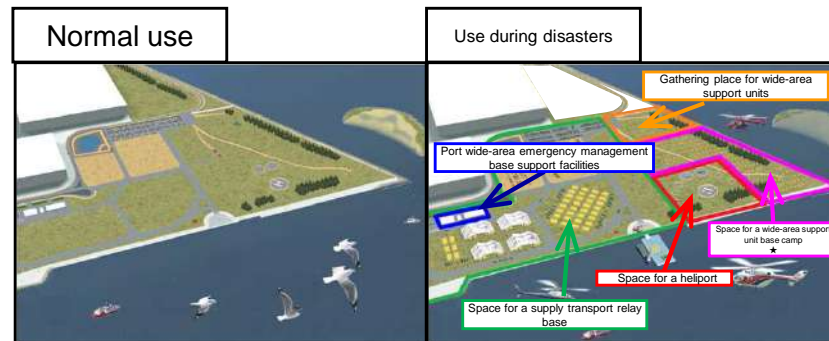 Normal use
Use during disasters
Gathering place for wide-area
support units
Port wide-area emergency management
base support facilities
Space for a wide-area support
unit base camp
★
Space for a heliport
Space for a supply transport relay
base
H
H